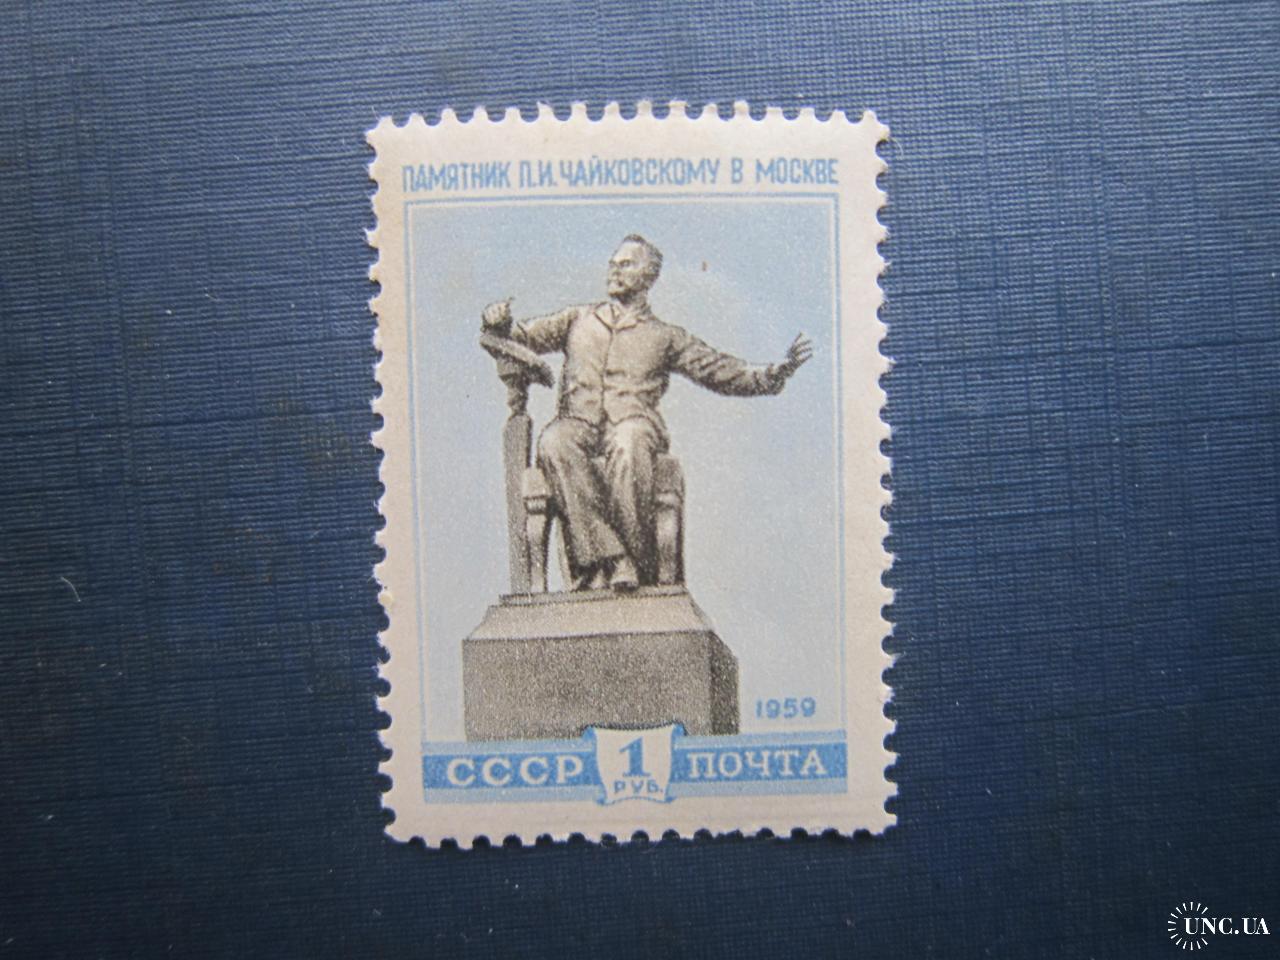 ПАМЯТНИК П.И.ЧАЙКОВСКОМУ В МОСКВЕ
1959
СССР 1 РУБ. ПОЧТА
UNC.UA